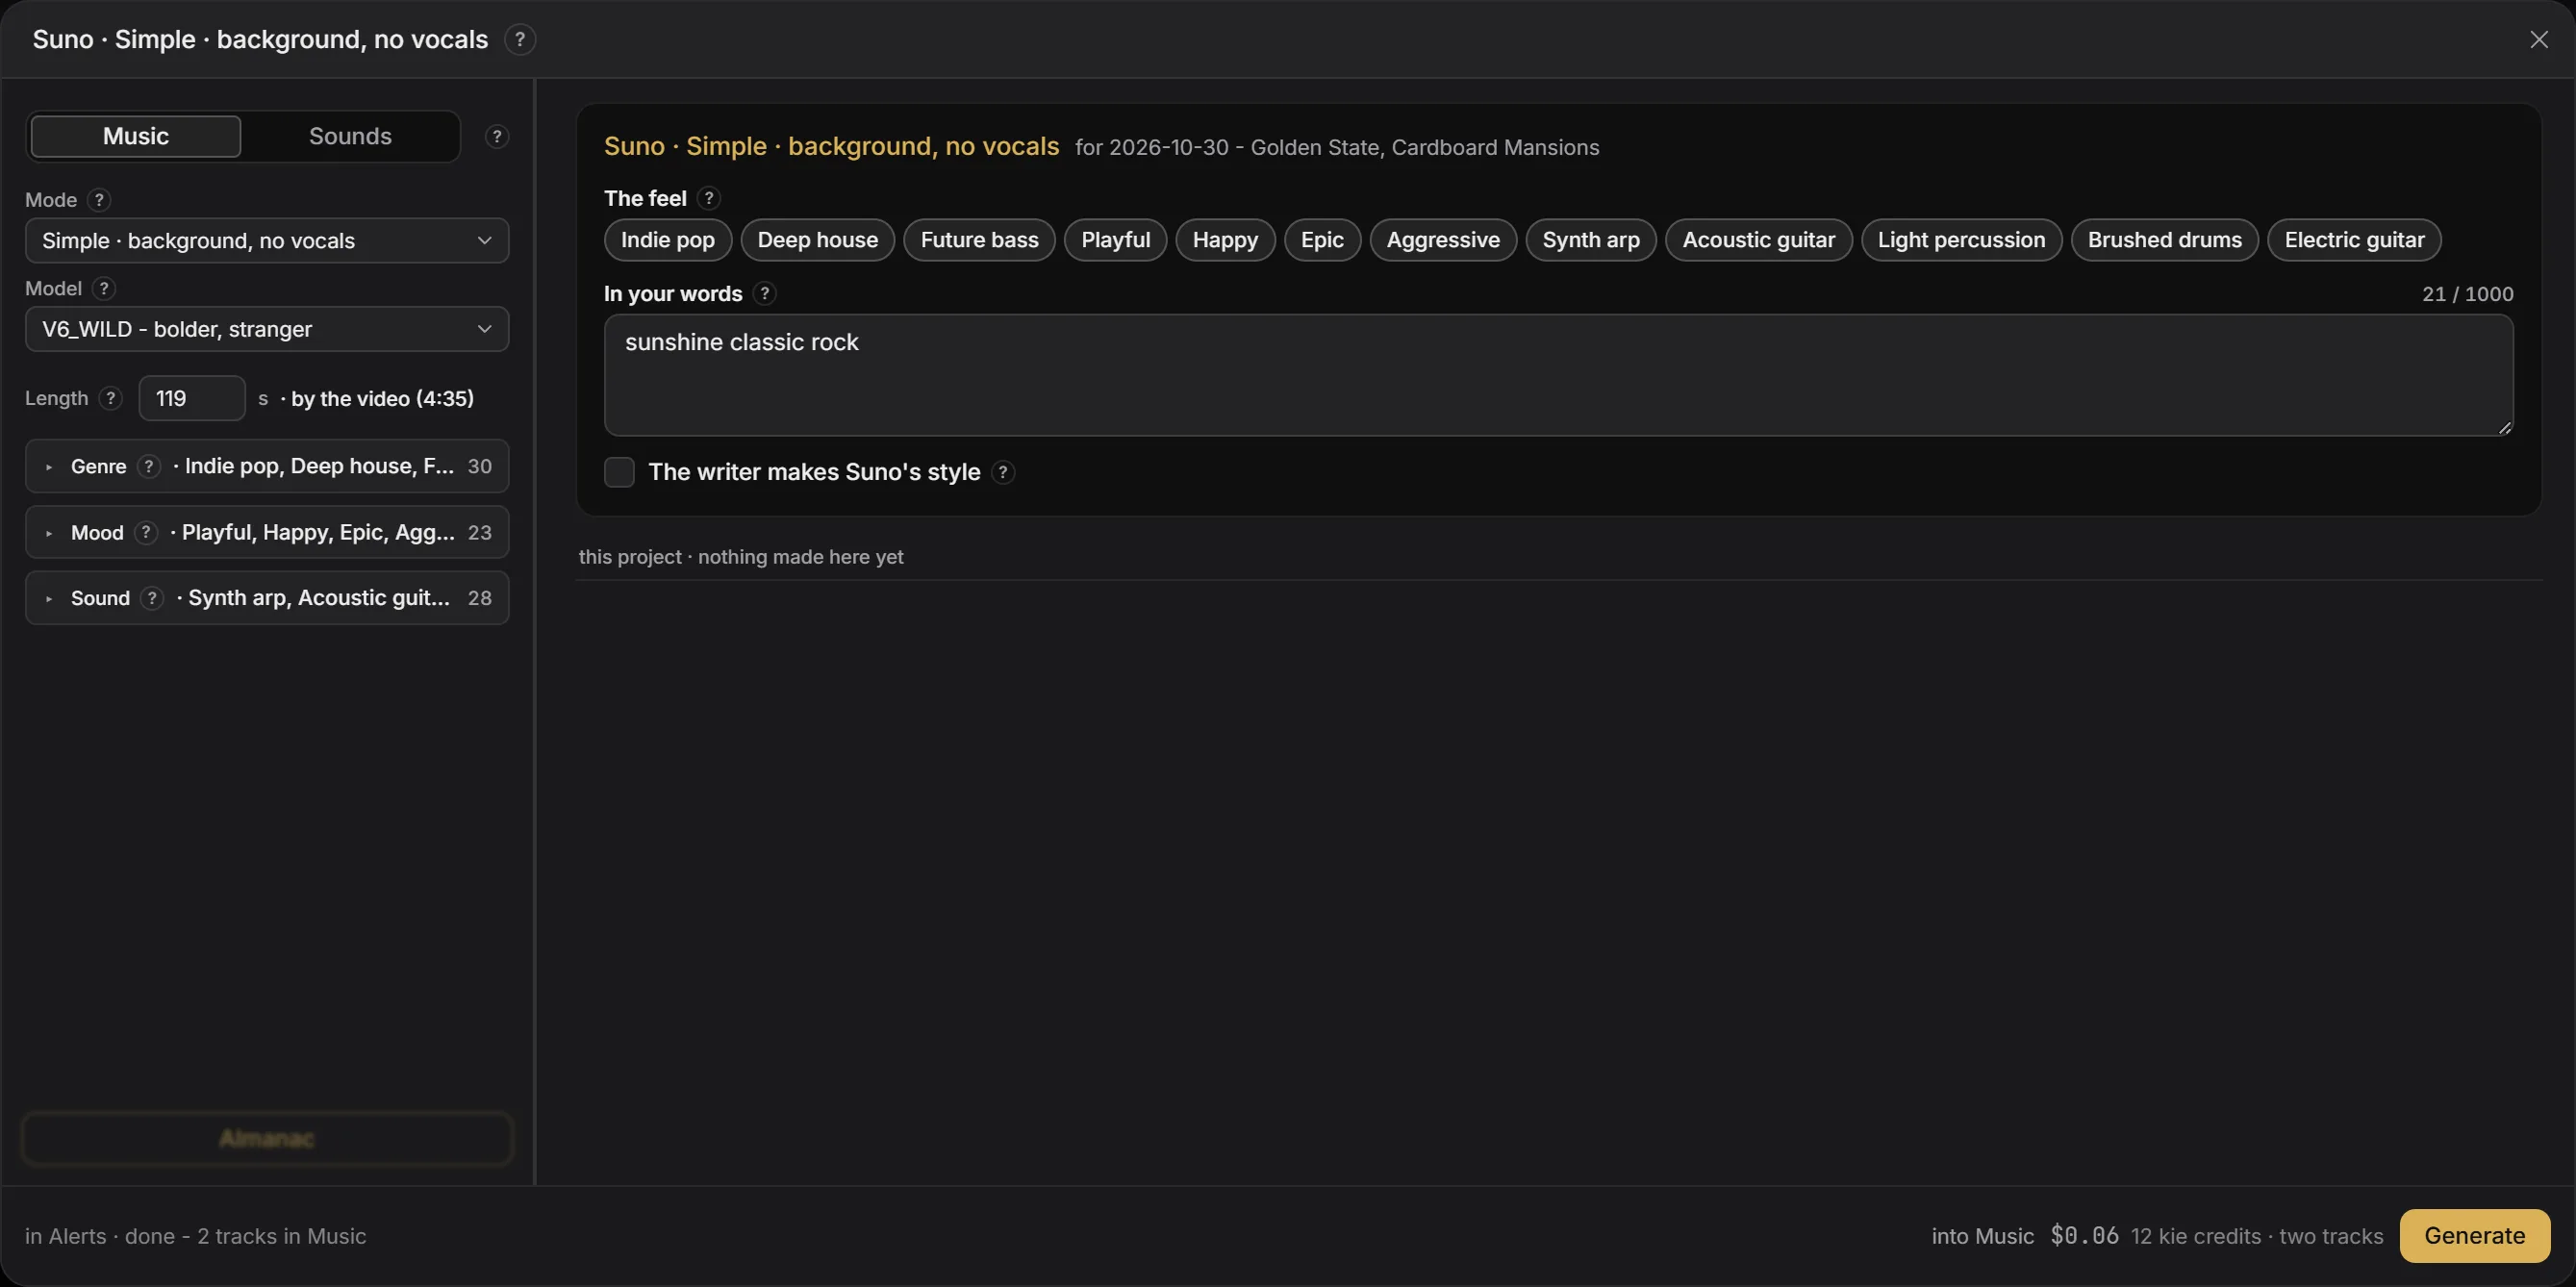 Suno · Simple · background, no vocals ?
Music Sounds ?
Mode ?
Simple · background, no vocals
Model ?
V6_WILD - bolder, stranger
Length ? 119 s · by the video (4:35)
Genre ? · Indie pop, Deep house, F... 30
Mood ? · Playful, Happy, Epic, Agg... 23
Sound ? · Synth arp, Acoustic guit... 28
Almanac
Suno · Simple · background, no vocals for 2026-10-30 - Golden State, Cardboard Mansions
The feel ?
Indie pop Deep house Future bass Playful Happy Epic Aggressive Synth arp Acoustic guitar Light percussion Brushed drums Electric guitar
In your words ? 21 / 1000
sunshine classic rock
The writer makes Suno's style ?
this project · nothing made here yet
in Alerts · done - 2 tracks in Music
into Music $0.06 12 kie credits · two tracks Generate